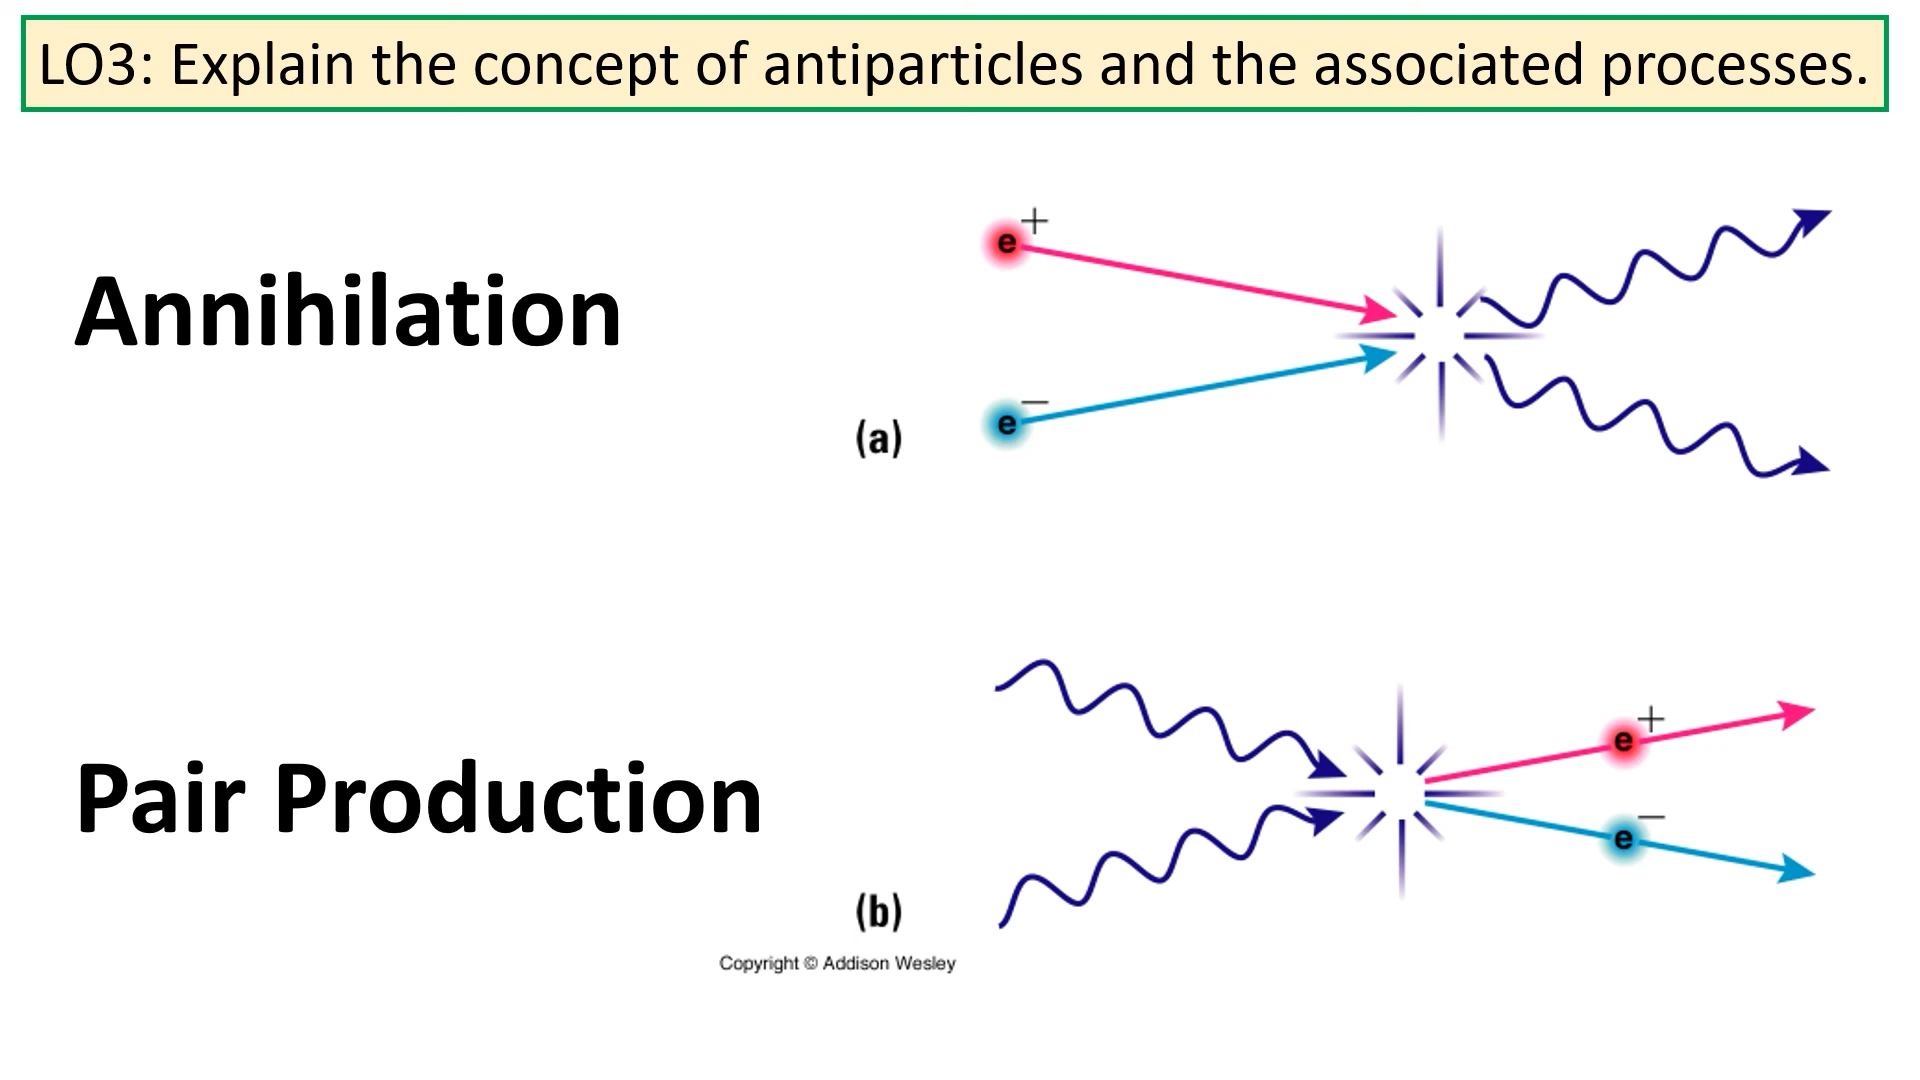 LO3: Explain the concept of antiparticles and the associated processes.
Annihilation
e+
e−
(a)
Pair Production
e+
e−
(b)
Copyright © Addison Wesley